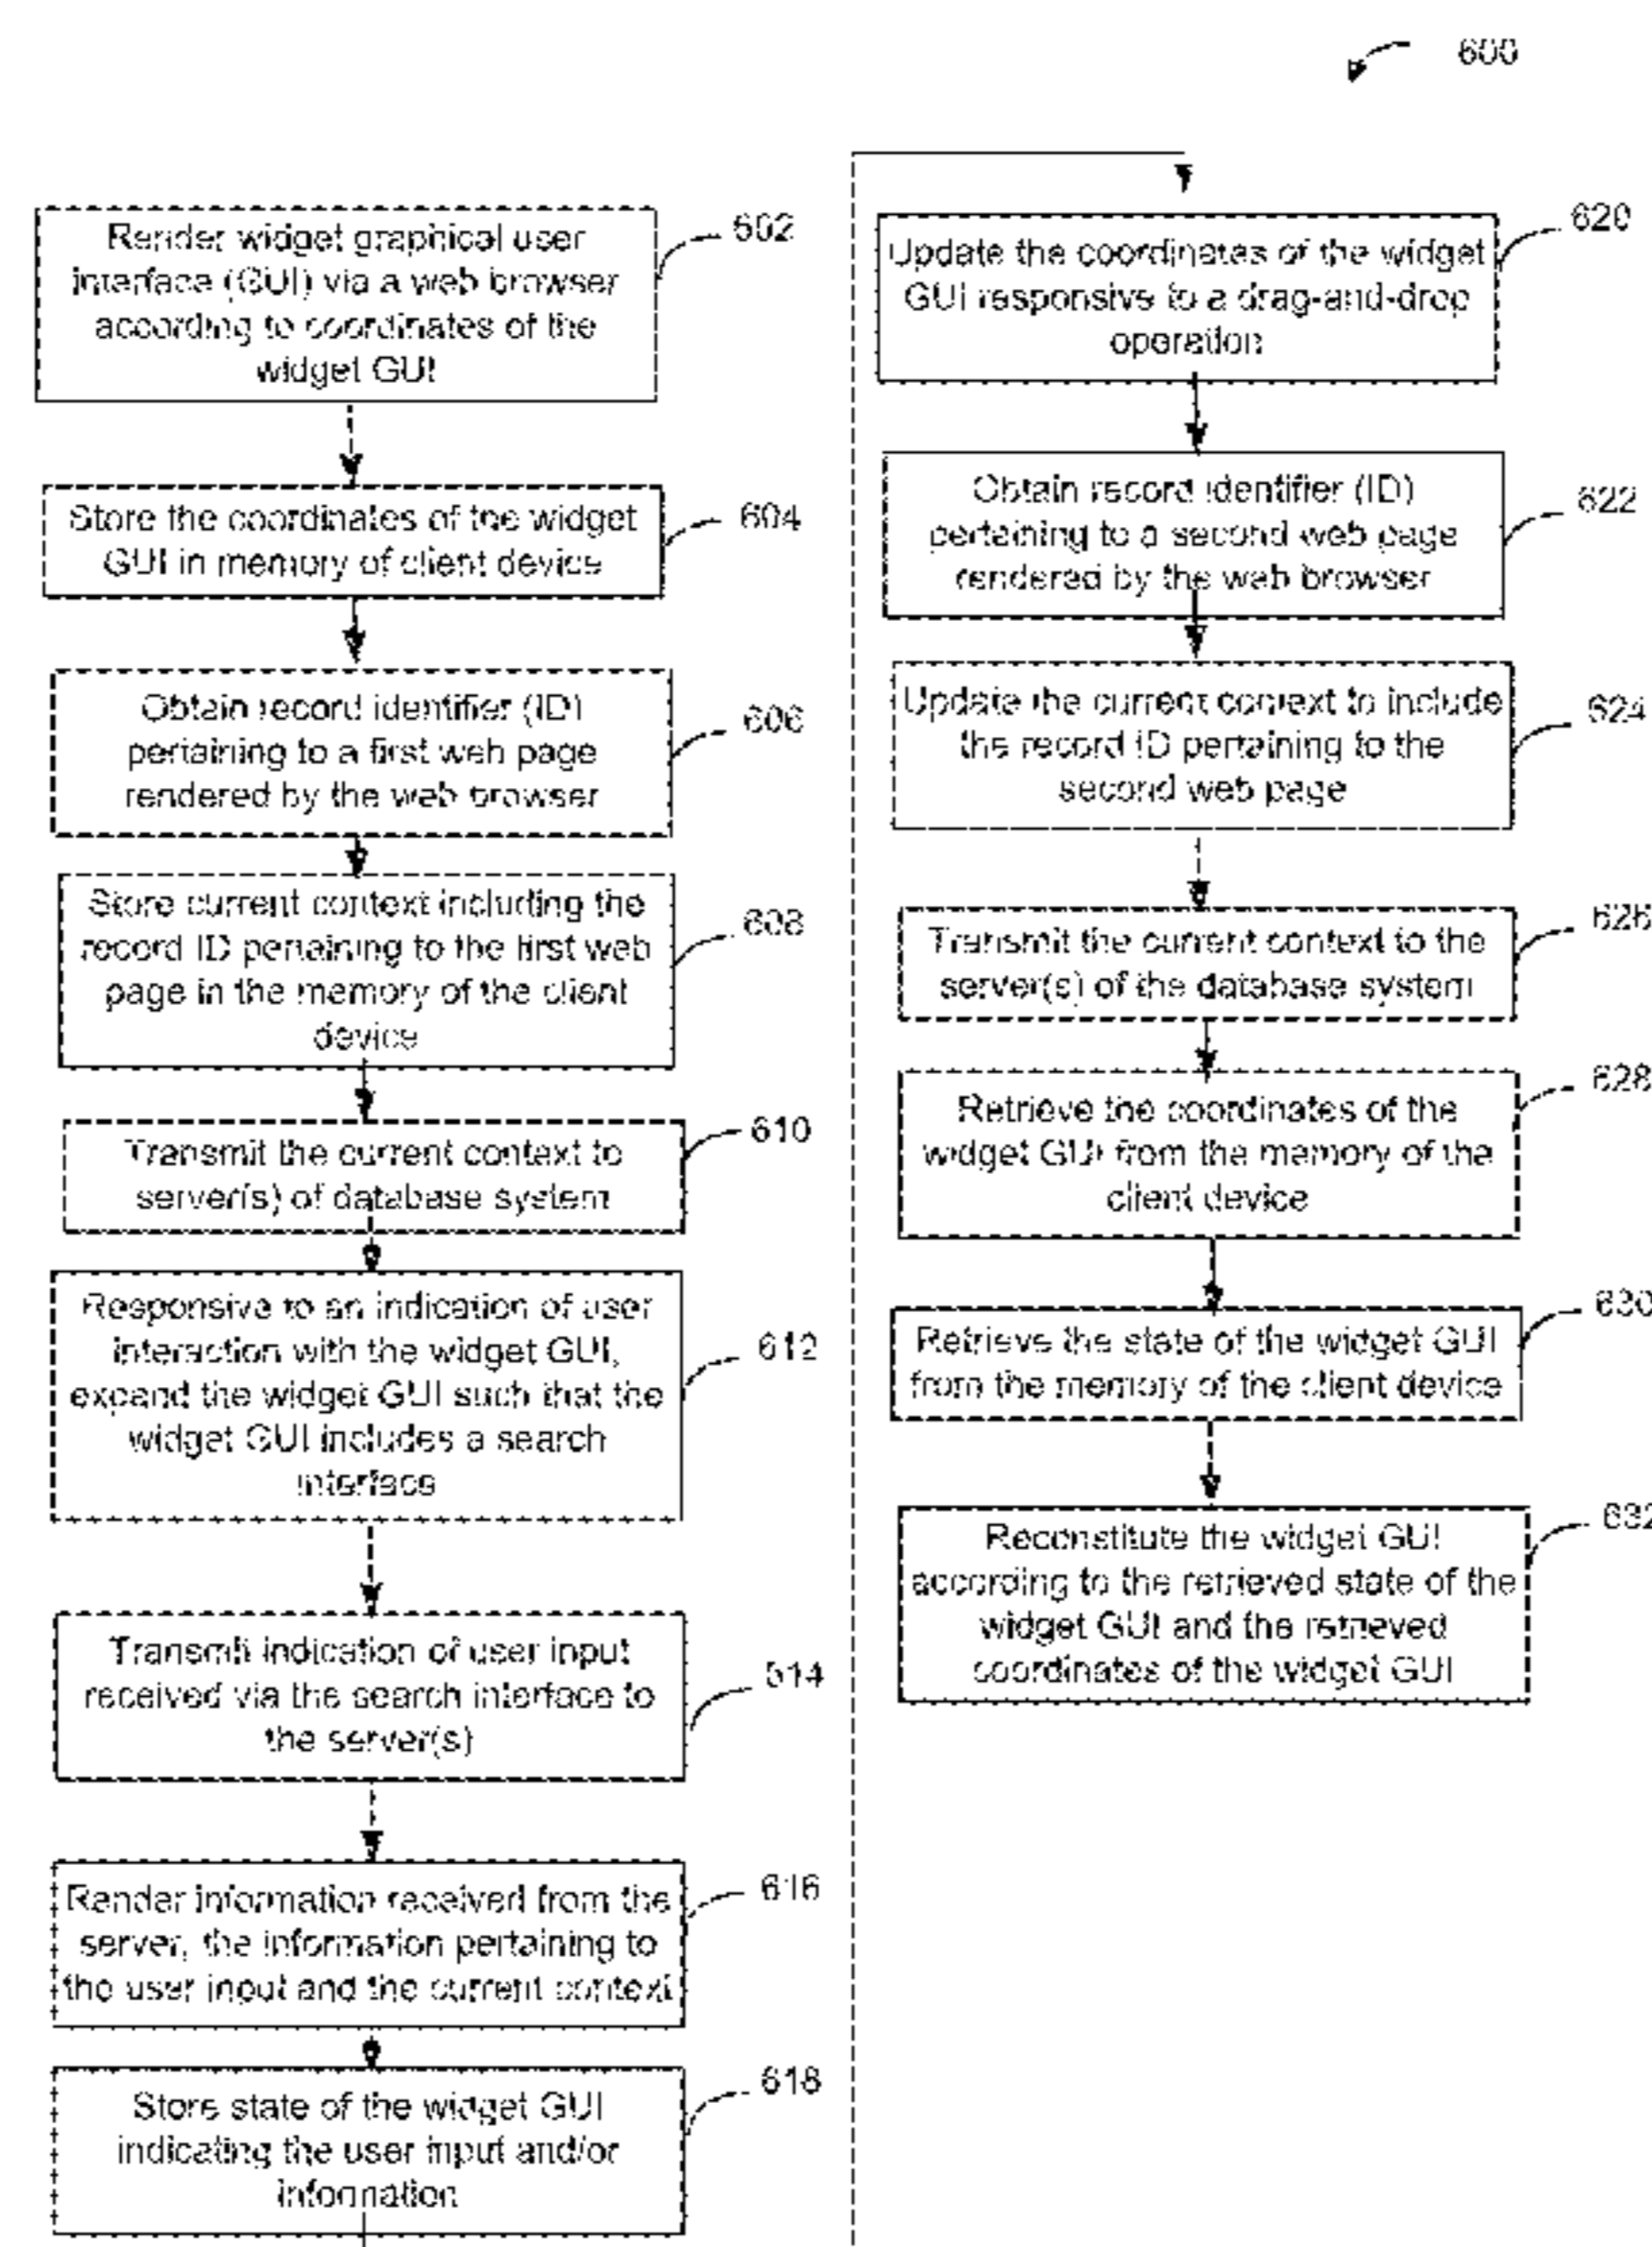 600
Render widget graphical user
interface (GUI) via a web browser
according to coordinates of the
widget GUI
602
Store the coordinates of the widget
GUI in memory of client device
604
Obtain record identifier (ID)
pertaining to a first web page
rendered by the web browser
606
Store current context including the
record ID pertaining to the first web
page in the memory of the client
device
608
Transmit the current context to
server(s) of database system
610
Responsive to an indication of user
interaction with the widget GUI,
expand the widget GUI such that the
widget GUI includes a search
interface
612
Transmit indication of user input
received via the search interface to
the server(s)
614
Render information received from the
server, the information pertaining to
the user input and the current context
616
Store state of the widget GUI
indicating the user input and/or
information
618
Update the coordinates of the widget
GUI responsive to a drag-and-drop
operation
620
Obtain record identifier (ID)
pertaining to a second web page
rendered by the web browser
622
Update the current context to include
the record ID pertaining to the
second web page
624
Transmit the current context to the
server(s) of the database system
626
Retrieve the coordinates of the
widget GUI from the memory of the
client device
628
Retrieve the state of the widget GUI
from the memory of the client device
630
Reconstitute the widget GUI
according to the retrieved state of the
widget GUI and the retrieved
coordinates of the widget GUI
632